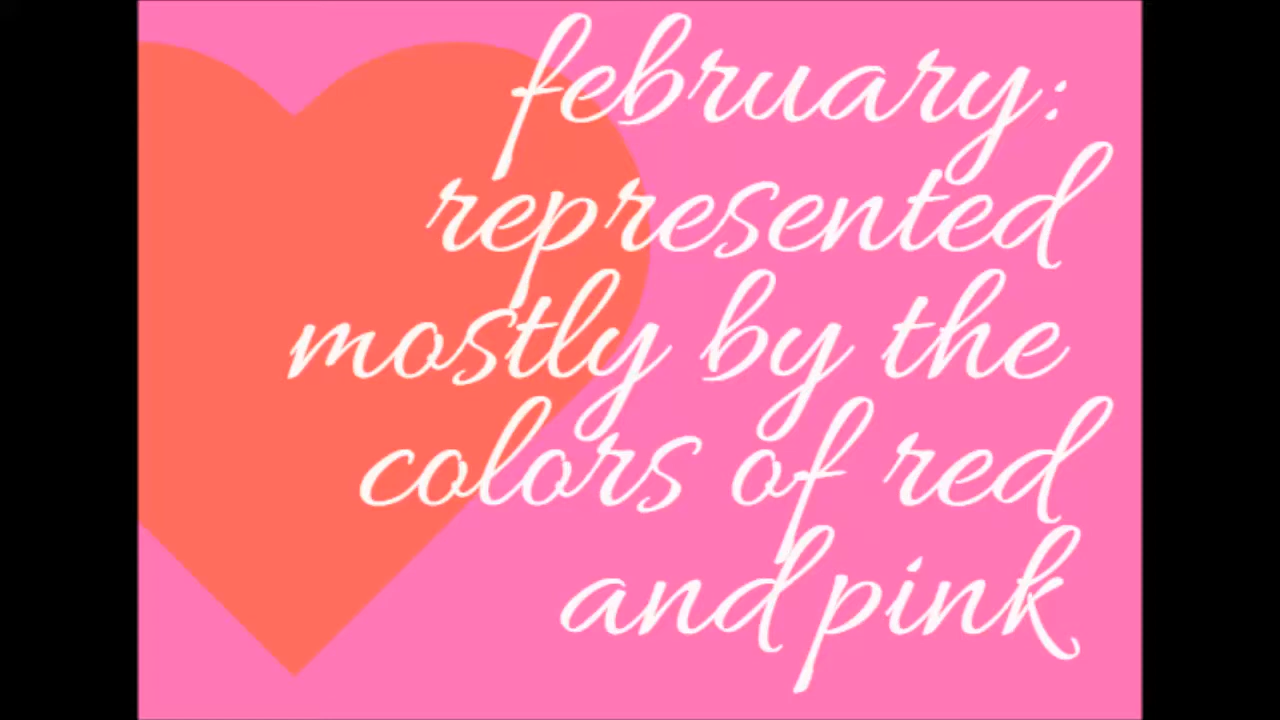 february:
represented
mostly by the
colors of red
and pink